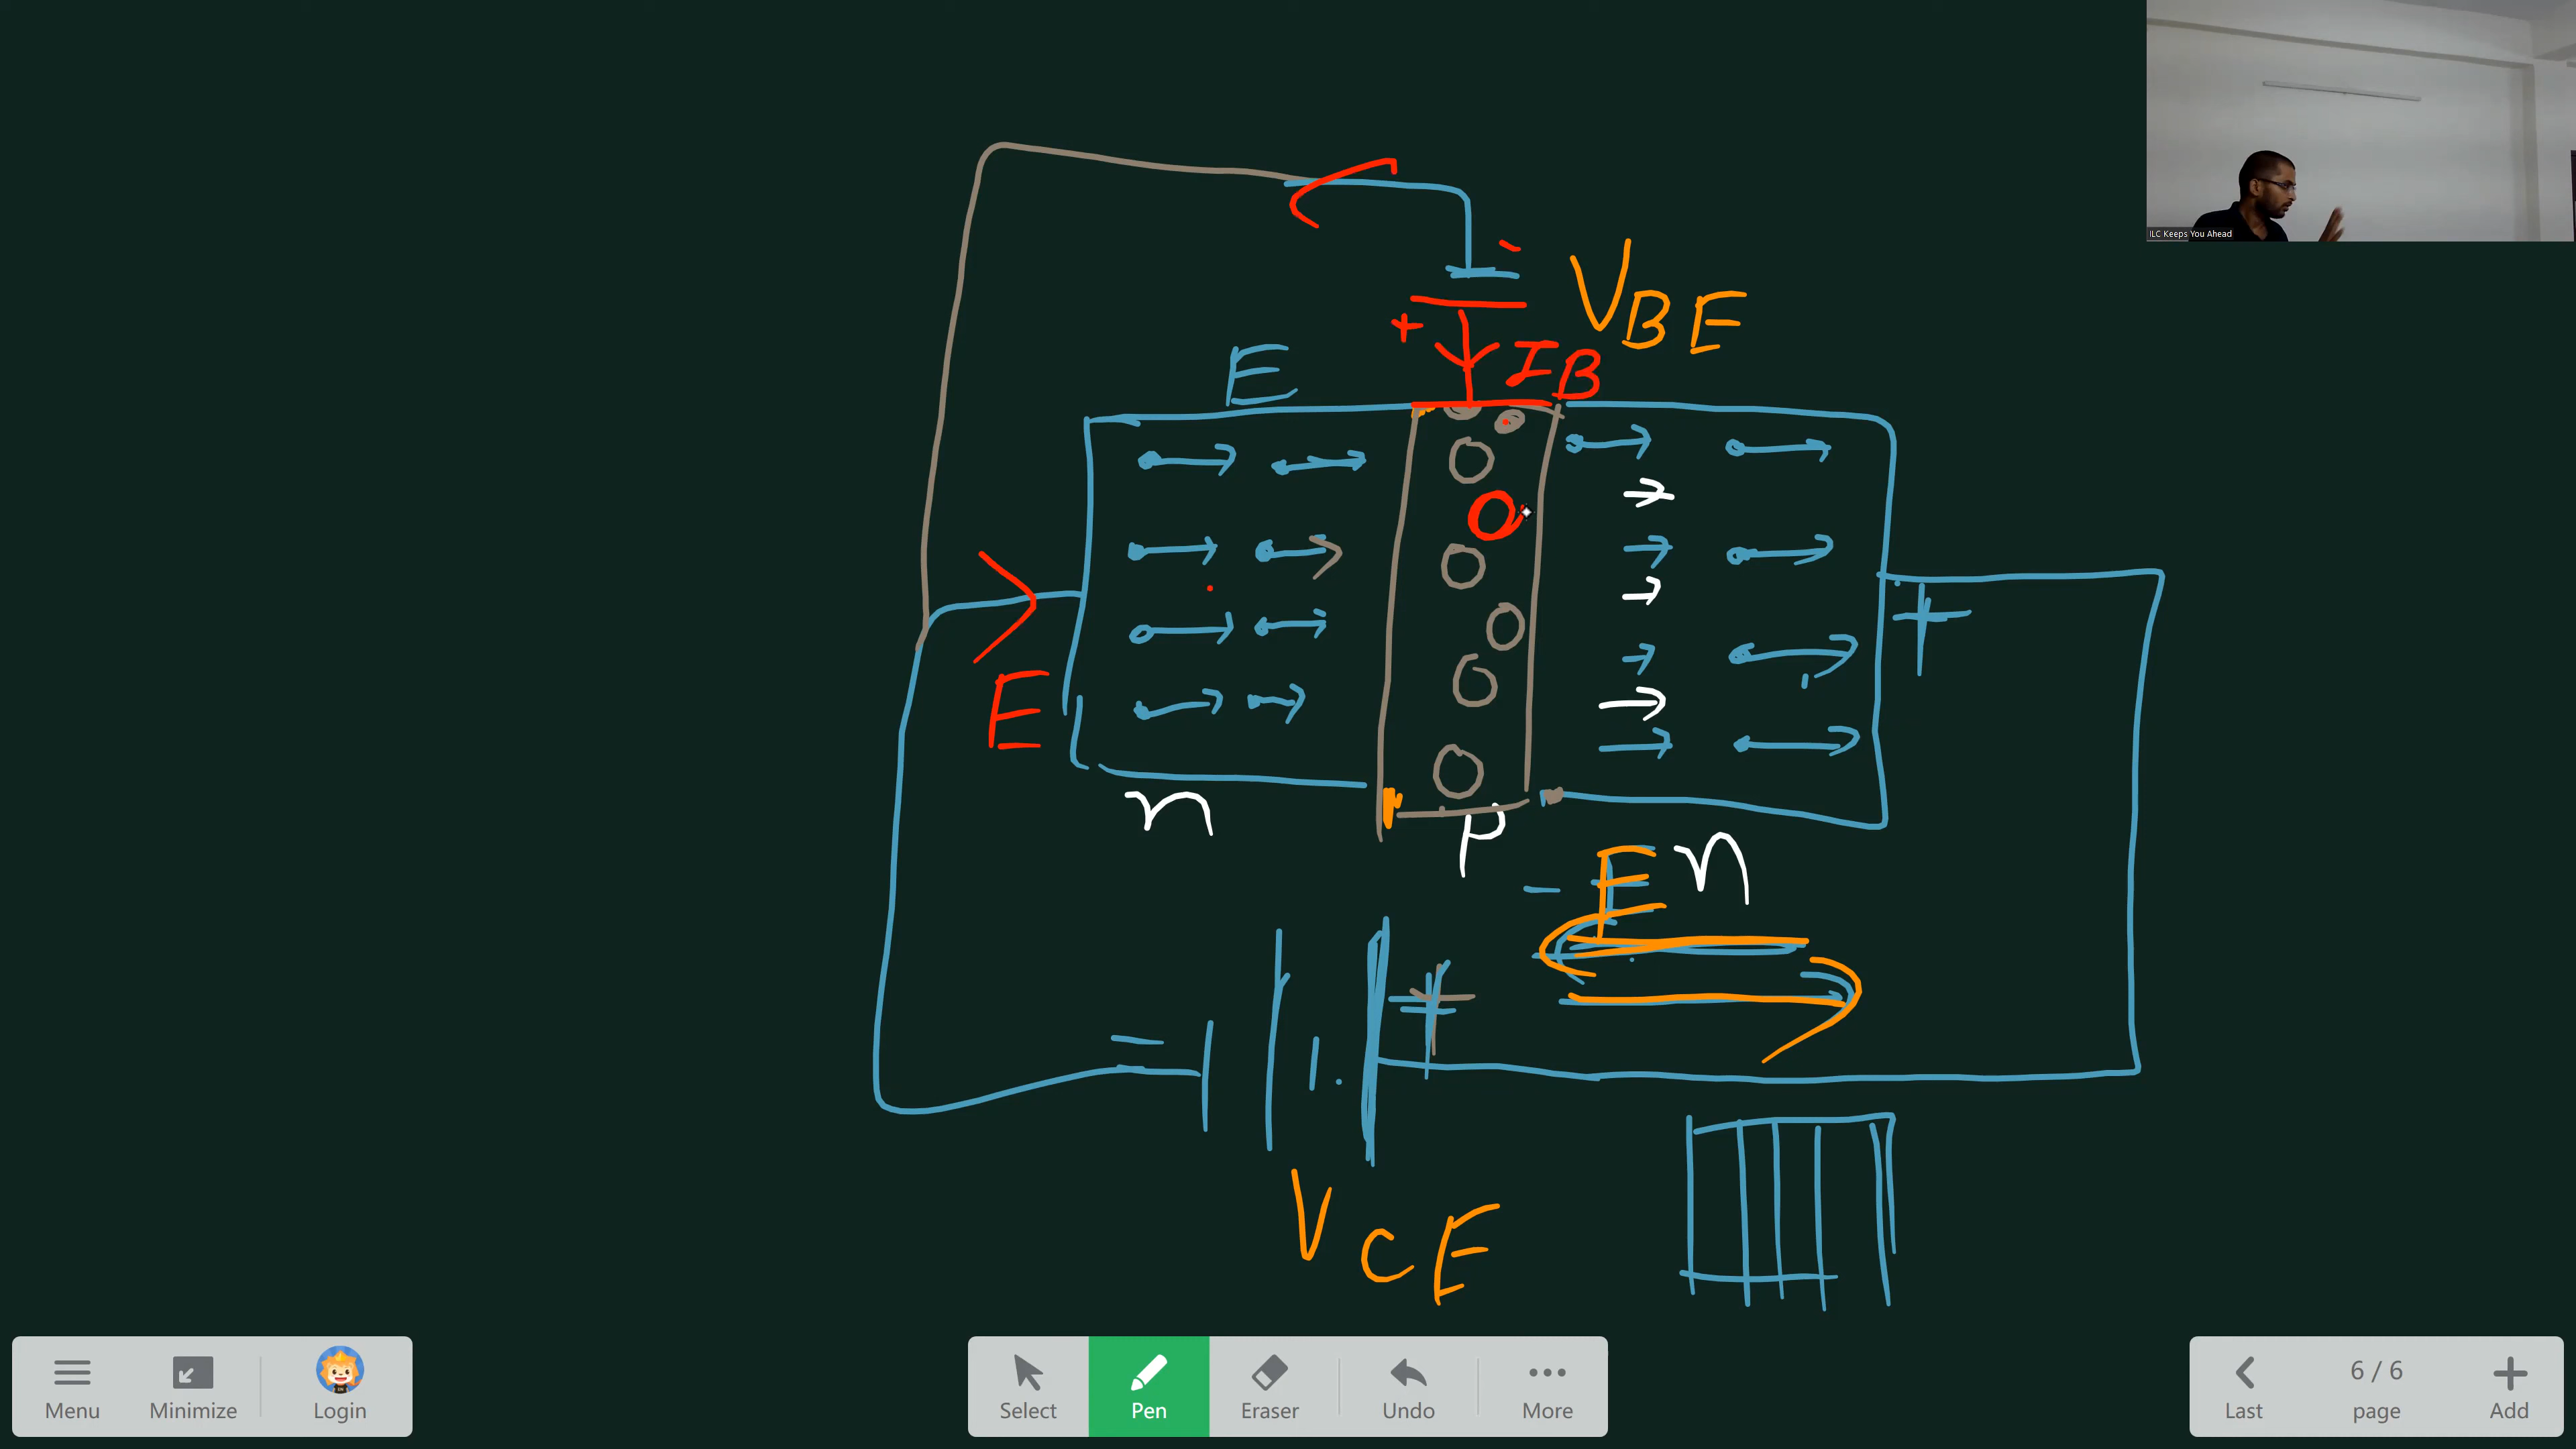 ILC Keeps You Ahead
-
VBE
+
IB
E
+
E
n
P
- E n
=
+
VCE
Menu Minimize Login
Select Pen Eraser Undo More
Last 6 / 6 page Add